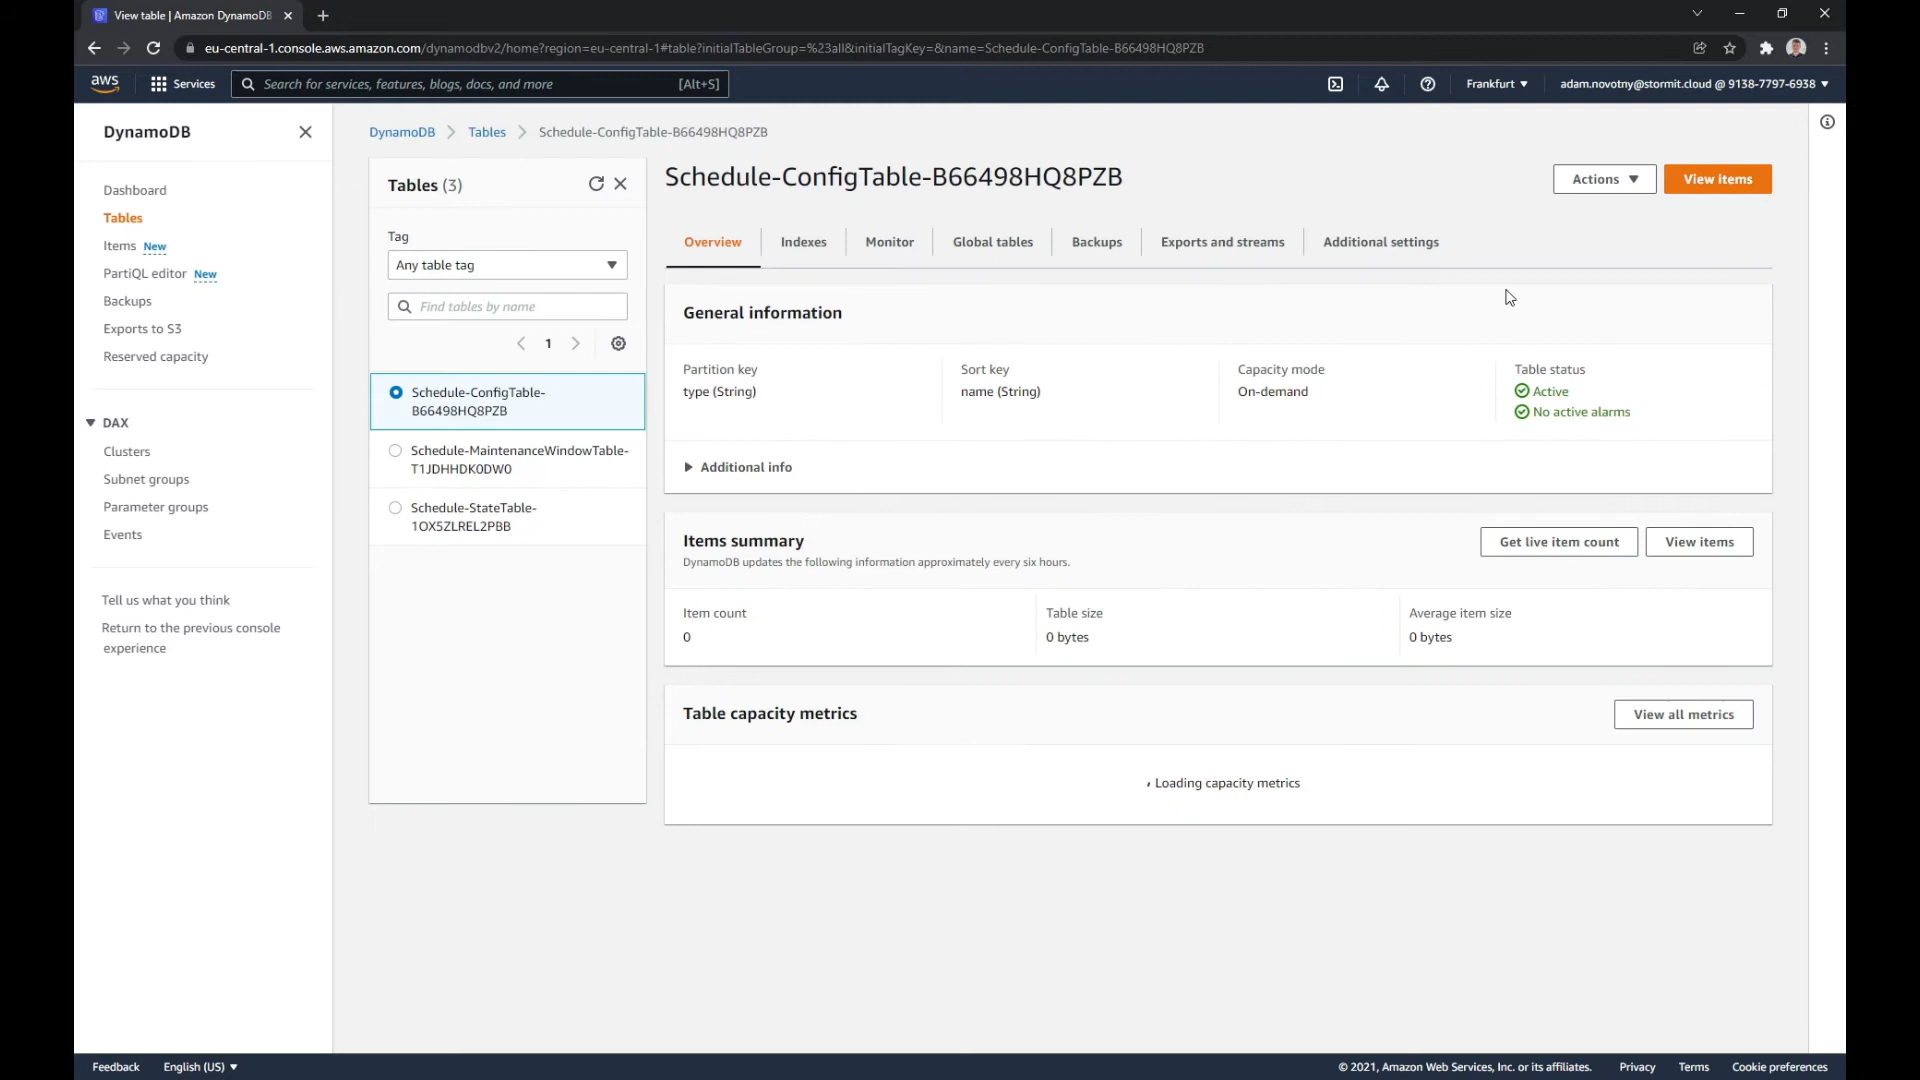 View table | Amazon DynamoDB
eu-central-1.console.aws.amazon.com/dynamodbv2/home?region=eu-central-1#table?initialTableGroup=%23all&initialTagKey=&name=Schedule-ConfigTable-B66498HQ8PZB
aws
Services
Search for services, features, blogs, docs, and more
[Alt+S]
Frankfurt
adam.novotny@stormit.cloud @ 9138-7797-6938
DynamoDB
Dashboard
Tables
Items New
PartiQL editor New
Backups
Exports to S3
Reserved capacity
DAX
Clusters
Subnet groups
Parameter groups
Events
Tell us what you think
Return to the previous console
experience
DynamoDB
Tables
Schedule-ConfigTable-B66498HQ8PZB
Tables (3)
Tag
Any table tag
Find tables by name
1
Schedule-ConfigTable-
B66498HQ8PZB
Schedule-MaintenanceWindowTable-
T1JDHHDK0DW0
Schedule-StateTable-
1OX5ZLREL2PBB
Schedule-ConfigTable-B66498HQ8PZB
Actions
View items
Overview
Indexes
Monitor
Global tables
Backups
Exports and streams
Additional settings
General information
Partition key
type (String)
Sort key
name (String)
Capacity mode
On-demand
Table status
Active
No active alarms
Additional info
Items summary
DynamoDB updates the following information approximately every six hours.
Get live item count
View items
Item count
0
Table size
0 bytes
Average item size
0 bytes
Table capacity metrics
View all metrics
Loading capacity metrics
Feedback
English (US)
© 2021, Amazon Web Services, Inc. or its affiliates.
Privacy
Terms
Cookie preferences